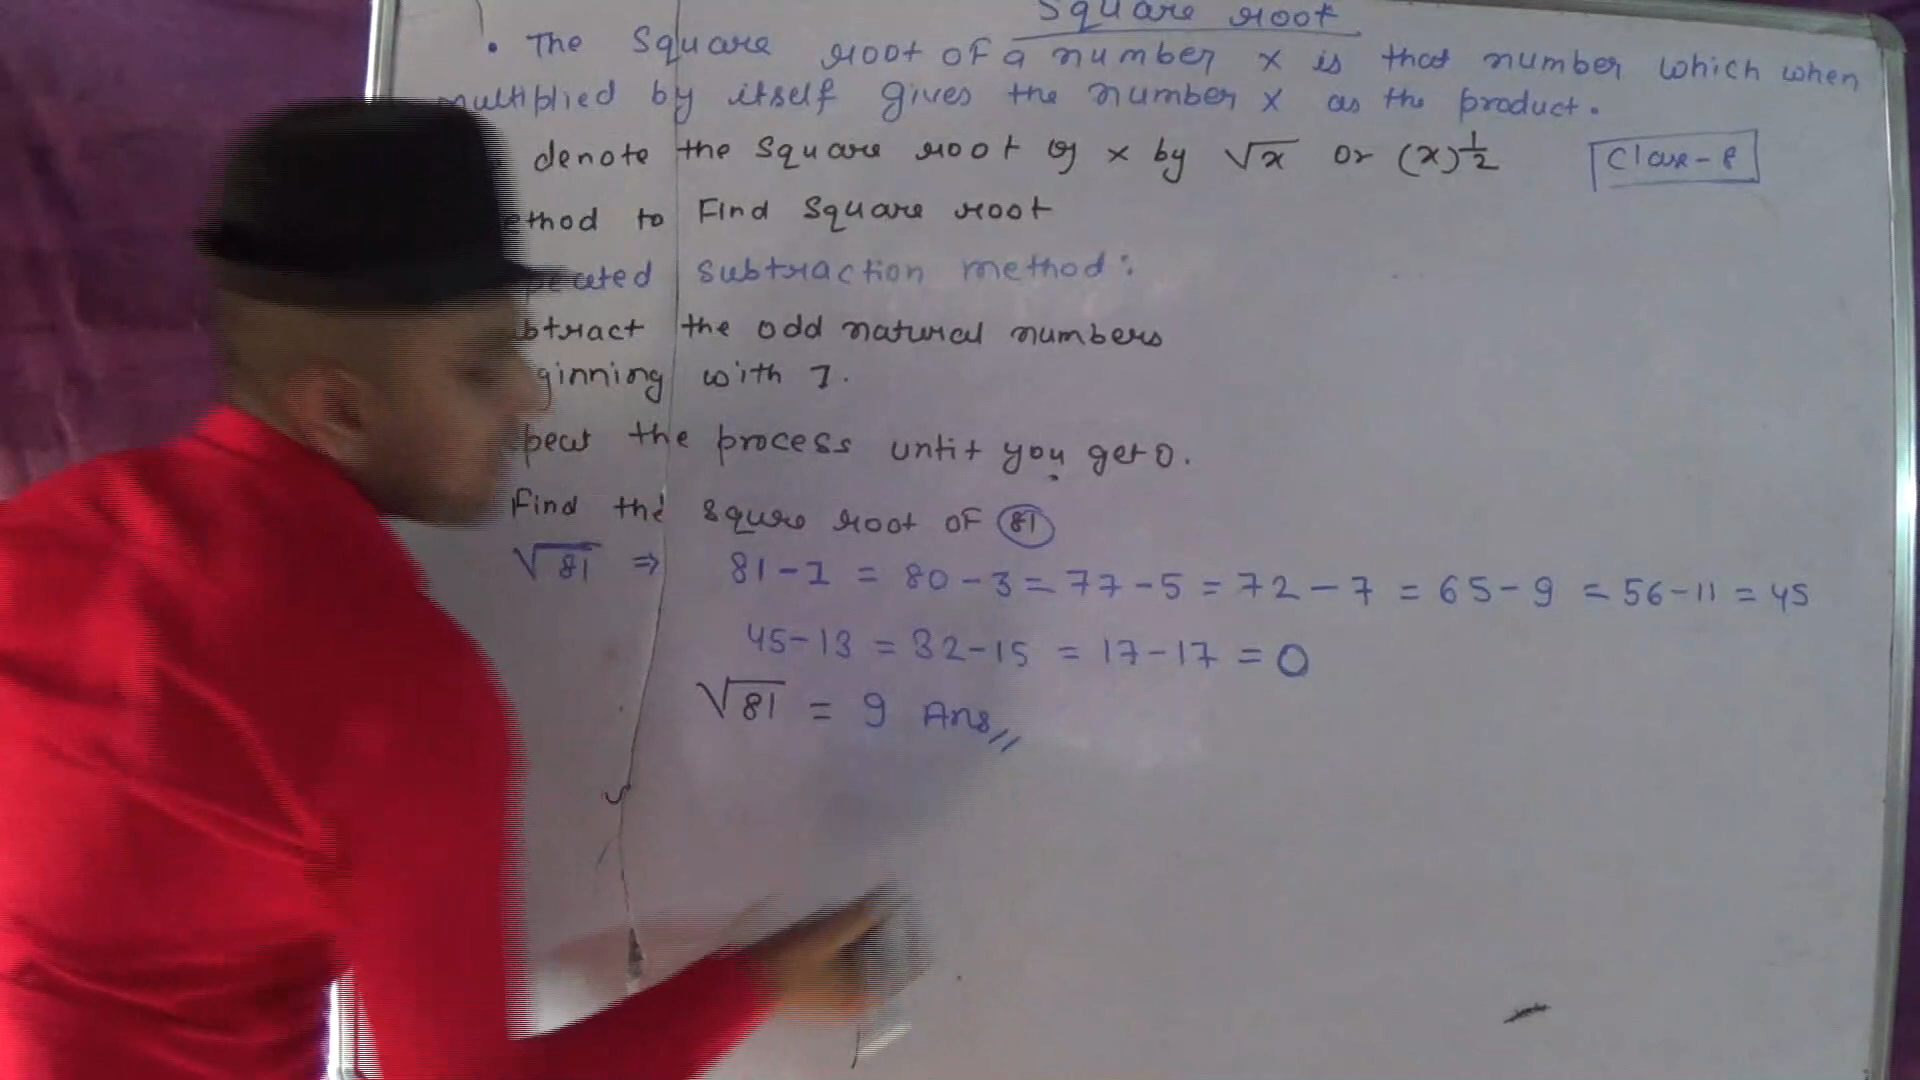 Square root
• The Square root of a number x is that number which when
multiplied by itself gives the number x as the product.
denote the square root of x by √x or (x)^1/2
Class-8
ethod to Find Square root
peated subtraction method:
btract the odd natural numbers
ginning with 1.
peat the process until you get 0.
Find the squre root of 81
√81 ⇒ 81-1 = 80-3 = 77-5 = 72-7 = 65-9 = 56-11 = 45
45-13 = 32-15 = 17-17 = 0
√81 = 9 Ans//